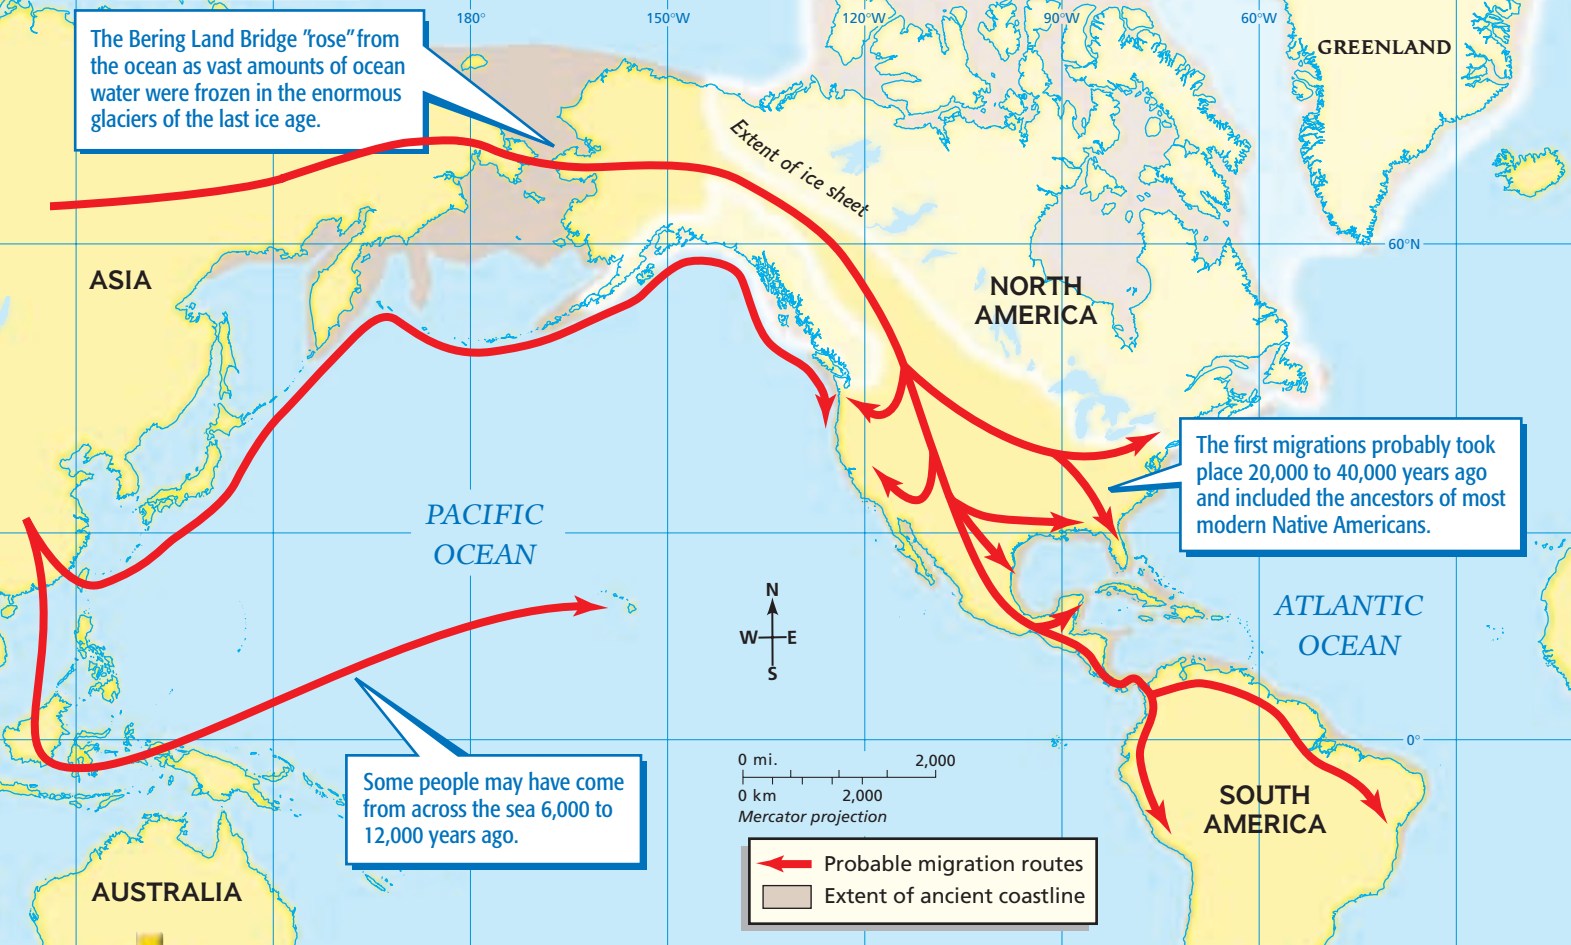 180°
150°W
120°W
90°W
60°W
The Bering Land Bridge "rose" from
the ocean as vast amounts of ocean
water were frozen in the enormous
glaciers of the last ice age.
GREENLAND
Extent of ice sheet
60°N
ASIA
NORTH
AMERICA
The first migrations probably took
place 20,000 to 40,000 years ago
and included the ancestors of most
modern Native Americans.
PACIFIC
OCEAN
N
W
E
S
ATLANTIC
OCEAN
0°
Some people may have come
from across the sea 6,000 to
12,000 years ago.
0 mi. 2,000
0 km 2,000
Mercator projection
SOUTH
AMERICA
Probable migration routes
Extent of ancient coastline
AUSTRALIA